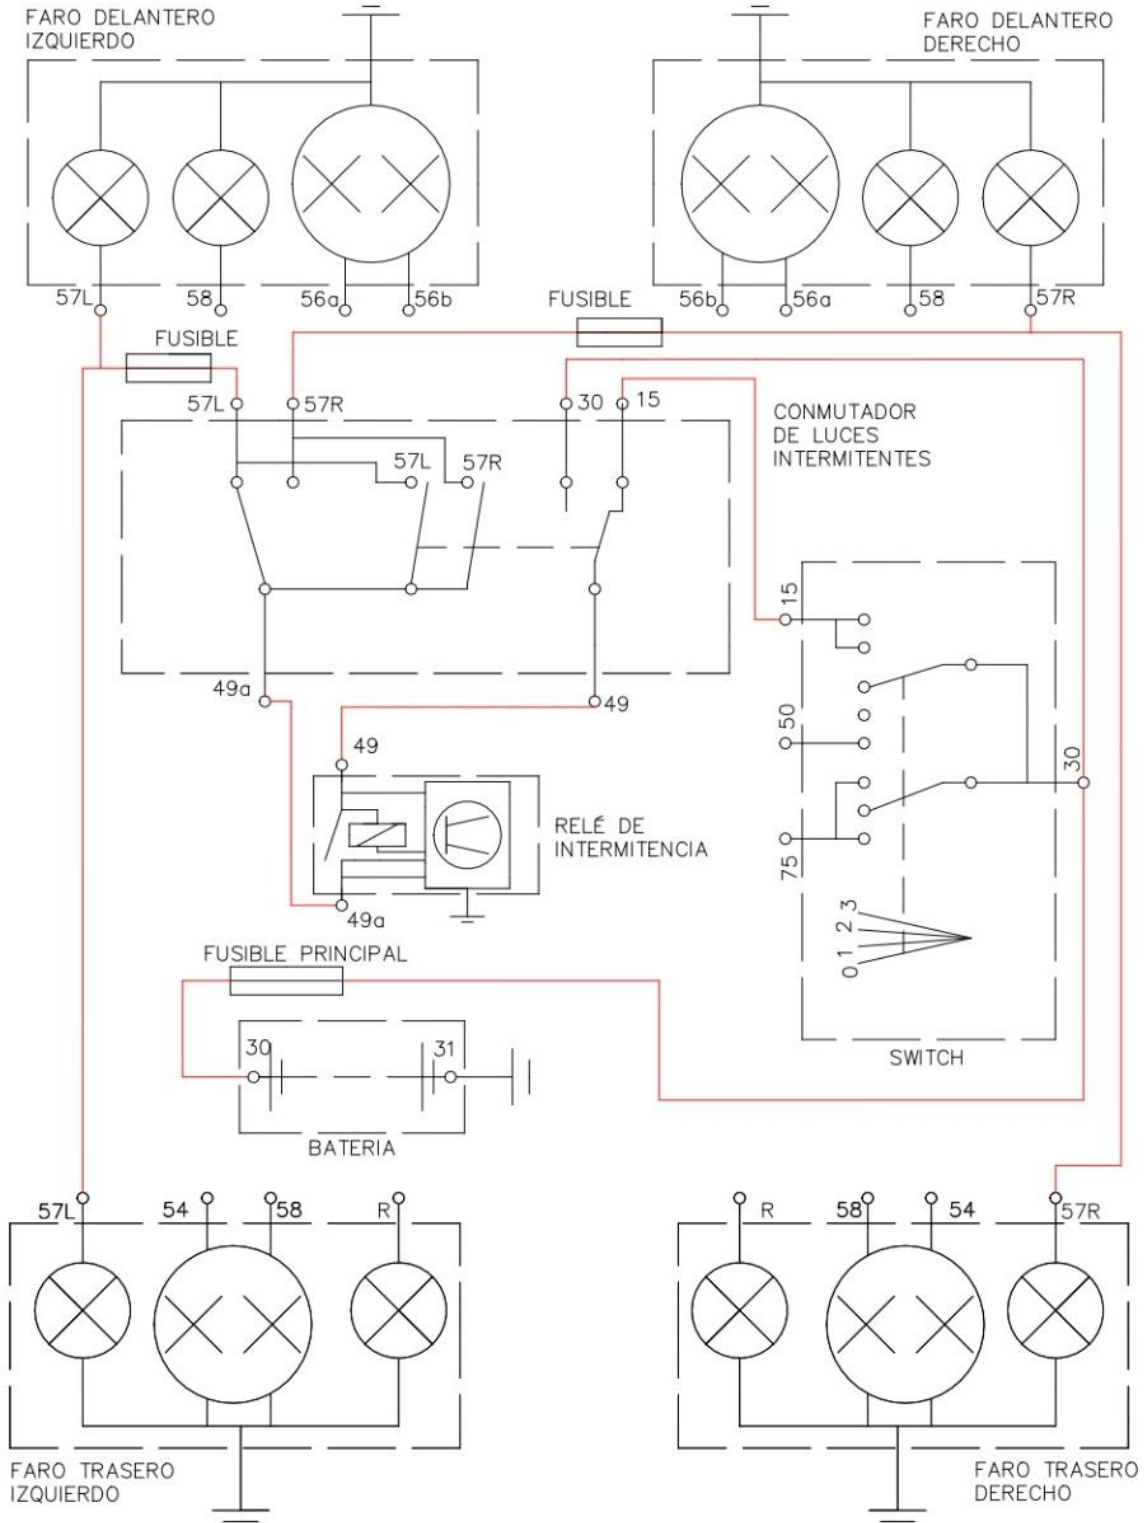 FARO DELANTERO
IZQUIERDO
FARO DELANTERO
DERECHO
57L
58
56a
56b
FUSIBLE
56b
56a
58
57R
FUSIBLE
57L
57R
30
15
CONMUTADOR
DE LUCES
INTERMITENTES
57L
57R
15
49a
49
50
49
30
RELÉ DE
INTERMITENCIA
75
49a
3
2
1
0
FUSIBLE PRINCIPAL
30
31
SWITCH
BATERIA
57L
54
58
R
R
58
54
57R
FARO TRASERO
IZQUIERDO
FARO TRASERO
DERECHO